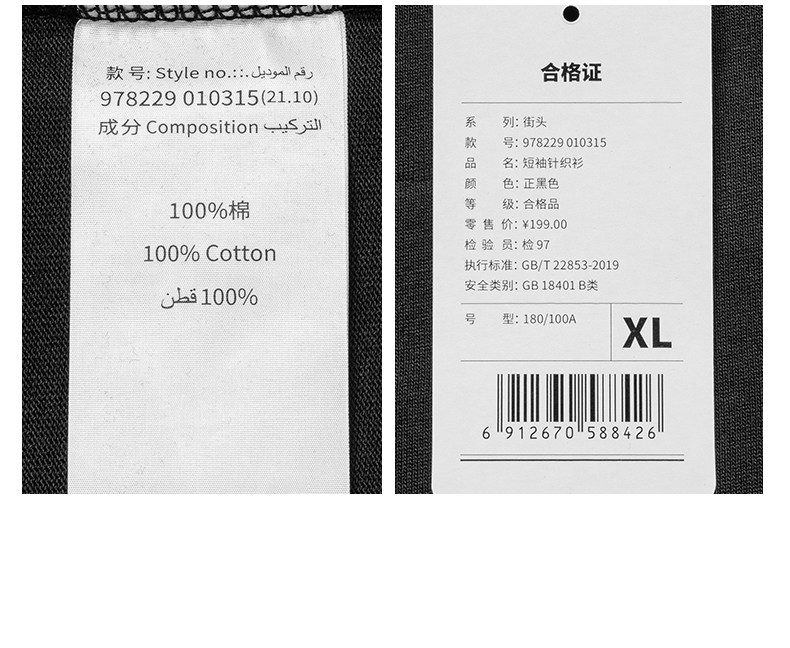 款 号: Style no.::. رقم الموديل
978229 010315(21.10)
成分 Composition التركيب
100%棉
100% Cotton
100% قطن
合格证
系 列: 街头
款 号: 978229 010315
品 名: 短袖针织衫
颜 色: 正黑色
等 级: 合格品
零 售 价: ¥199.00
检 验 员: 检 97
执行标准: GB/T 22853-2019
安全类别: GB 18401 B类
号 型: 180/100A
XL
6 912670 588426